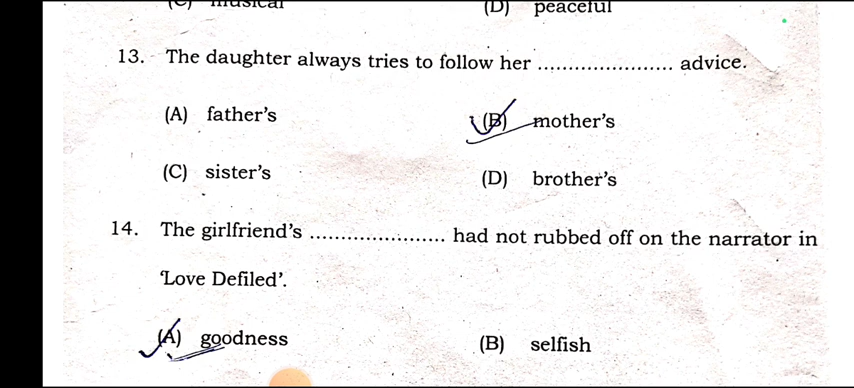 (C) musical (D) peaceful
13. The daughter always tries to follow her ..................... advice.
(A) father's (B) mother's
(C) sister's (D) brother's
14. The girlfriend's ...................... had not rubbed off on the narrator in
'Love Defiled'.
(A) goodness (B) selfish